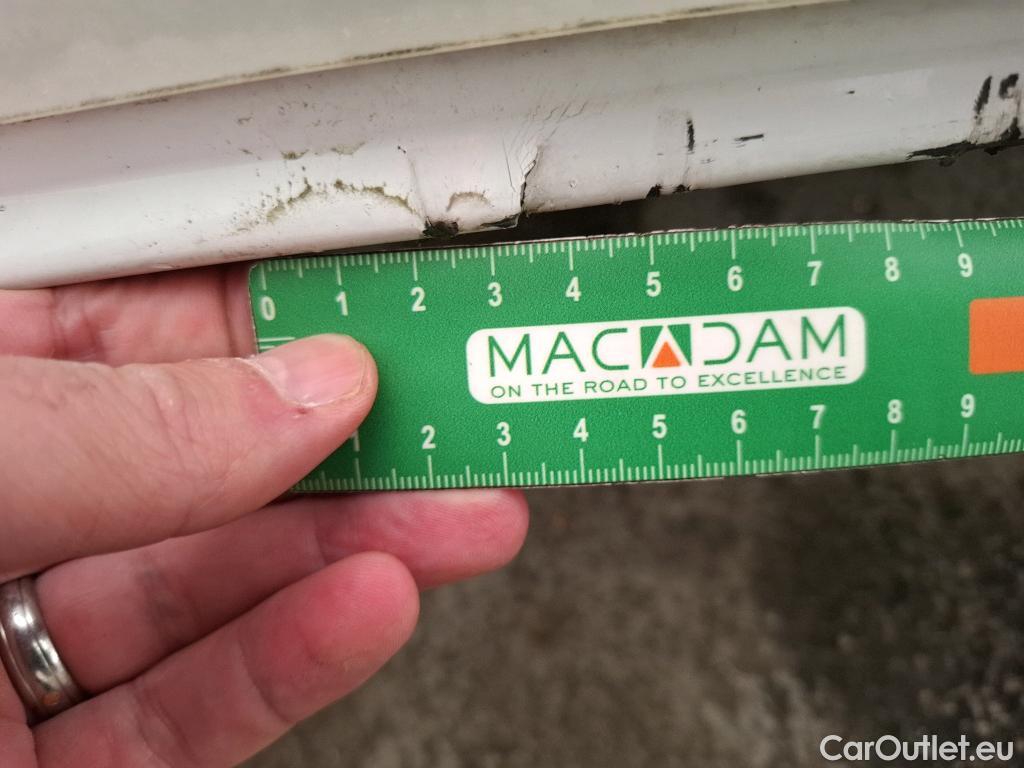 0 1 2 3 4 5 6 7 8 9
MACADAM
ON THE ROAD TO EXCELLENCE
1 2 3 4 5 6 7 8 9
CarOutlet.eu